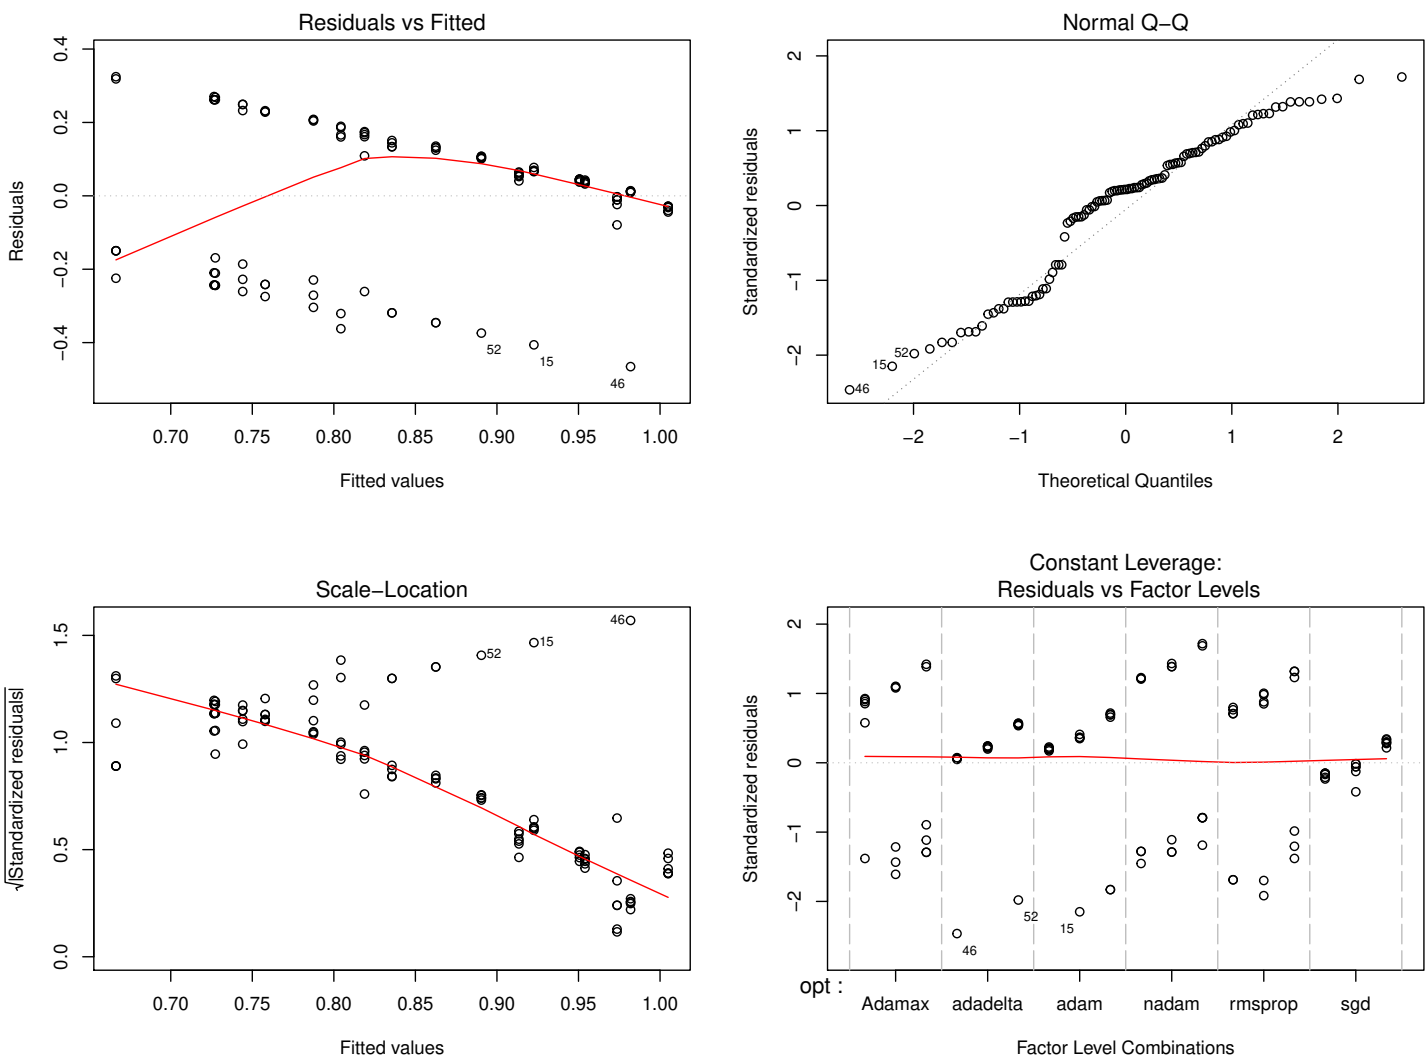 Residuals vs Fitted
0.4
0.2
0.0
−0.2
−0.4
Residuals
52
15
46
0.70 0.75 0.80 0.85 0.90 0.95 1.00
Fitted values
Normal Q−Q
2
1
0
−1
−2
Standardized residuals
52
15
46
−2 −1 0 1 2
Theoretical Quantiles
Scale−Location
1.5
1.0
0.5
0.0
√|Standardized residuals|
46
15
52
0.70 0.75 0.80 0.85 0.90 0.95 1.00
Fitted values
Constant Leverage:
Residuals vs Factor Levels
2
1
0
−1
−2
Standardized residuals
52
15
46
opt :
Adamax adadelta adam nadam rmsprop sgd
Factor Level Combinations